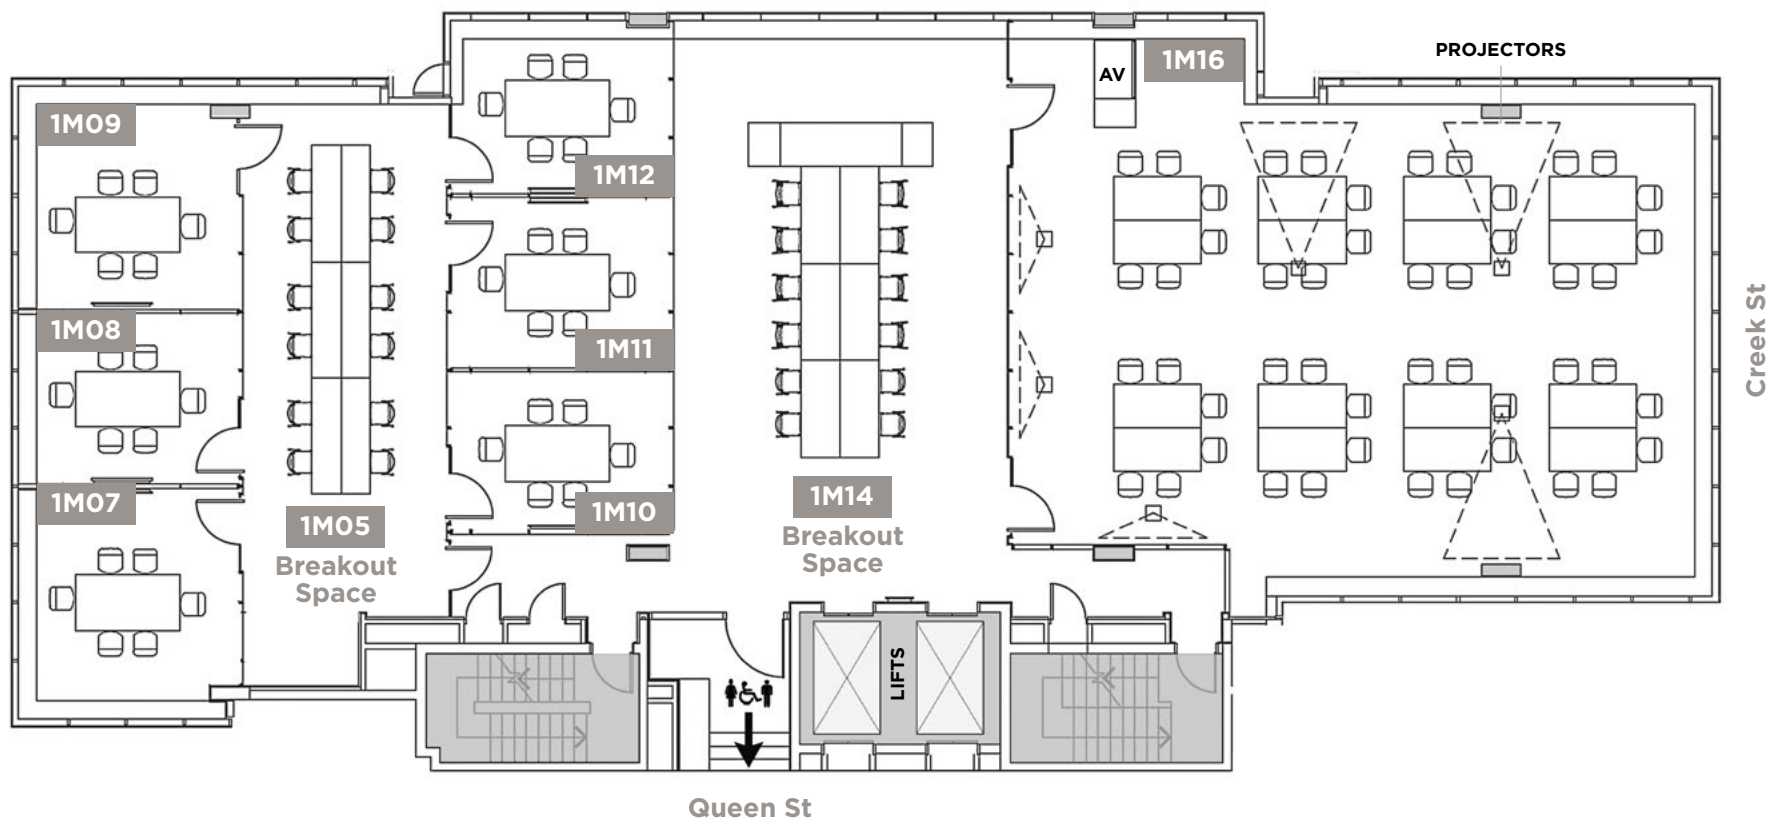 PROJECTORS
1M16
AV
1M09
1M12
1M08
1M11
1M07
1M10
1M05
Breakout
Space
1M14
Breakout
Space
Creek St
LIFTS
Queen St